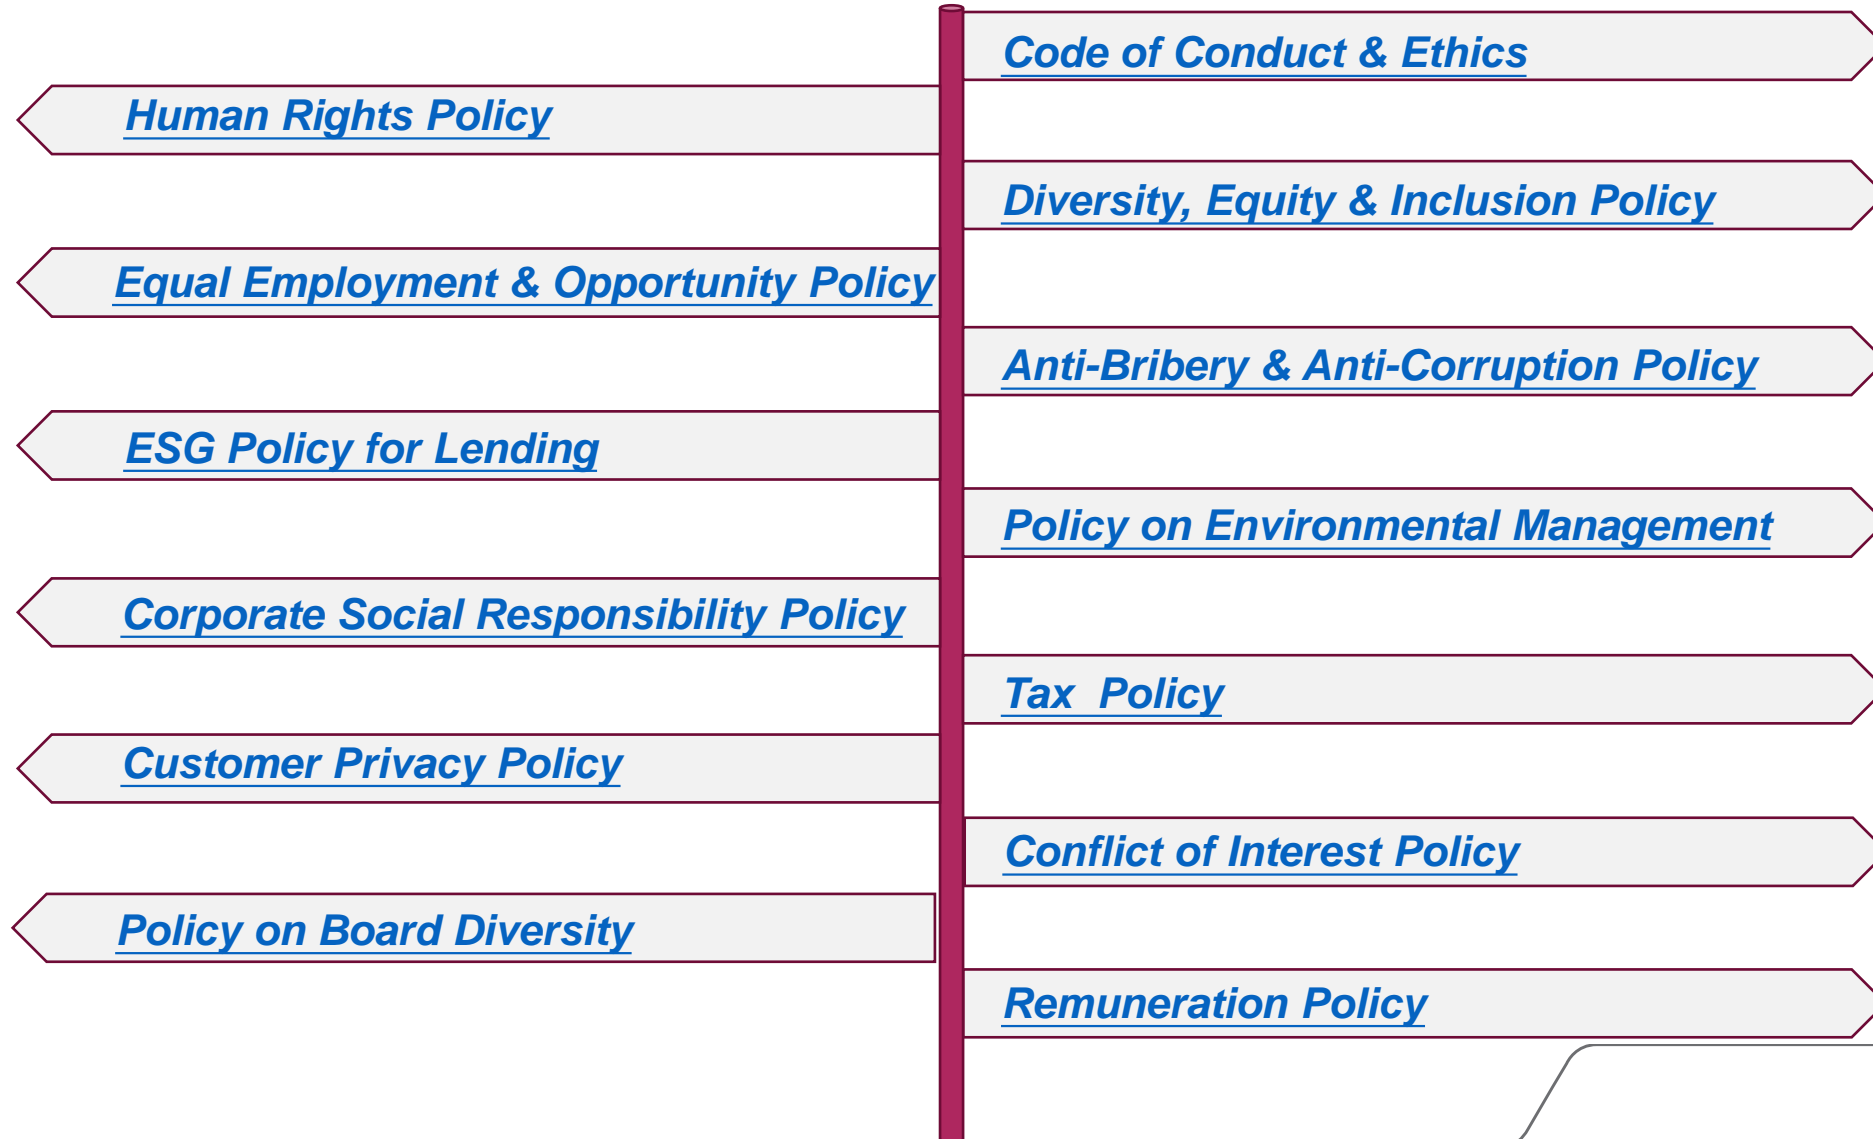 Code of Conduct & Ethics
Human Rights Policy
Diversity, Equity & Inclusion Policy
Equal Employment & Opportunity Policy
Anti-Bribery & Anti-Corruption Policy
ESG Policy for Lending
Policy on Environmental Management
Corporate Social Responsibility Policy
Tax  Policy
Customer Privacy Policy
Conflict of Interest Policy
Policy on Board Diversity
Remuneration Policy